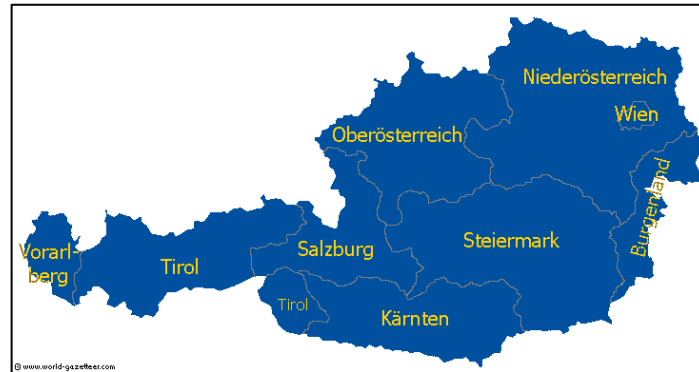 Niederösterreich
Wien
Oberösterreich
Burgenland
Vorarl-
berg
Tirol
Salzburg
Steiermark
Tirol
Kärnten
© www.world-gazetteer.com